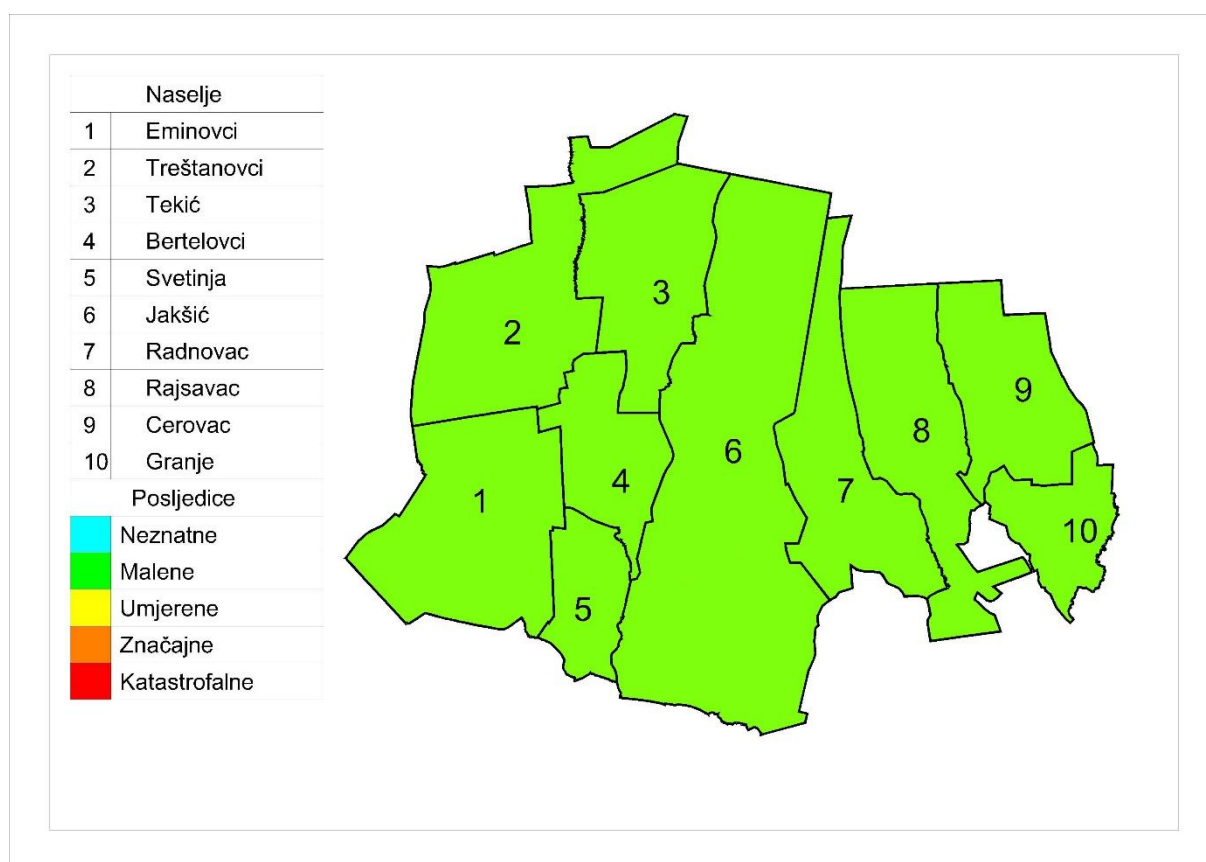 Naselje
1 Eminovci
2 Treštanovci
3 Tekić
4 Bertelovci
5 Svetinja
6 Jakšić
7 Radnovac
8 Rajsavac
9 Cerovac
10 Granje
Posljedice
Neznatne
Malene
Umjerene
Značajne
Katastrofalne
3
2
9
8
6
4
7
1
10
5